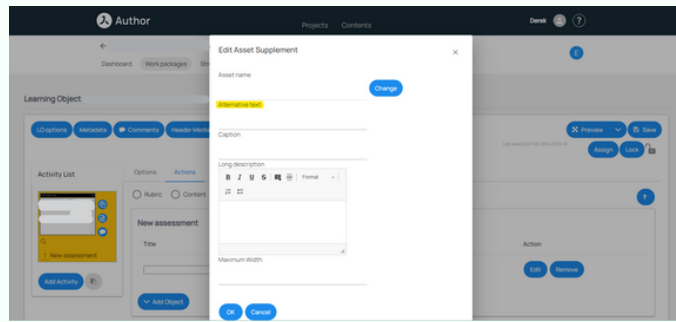 Author
Projects Contents
Derek ?
Edit Asset Supplement
Dashboard Work packages
E
Asset name
Change
Learning Object
Alternative text
LO options Metadata Comments Header Media
Preview Save
Caption
Assign Lock
Long description
Activity List
Options Actions
B I U S Format
Rubric Content
?
New assessment
Title
Action
1 New assessment
Maximum Width
Edit Remove
Add Activity
Add Object
OK Cancel